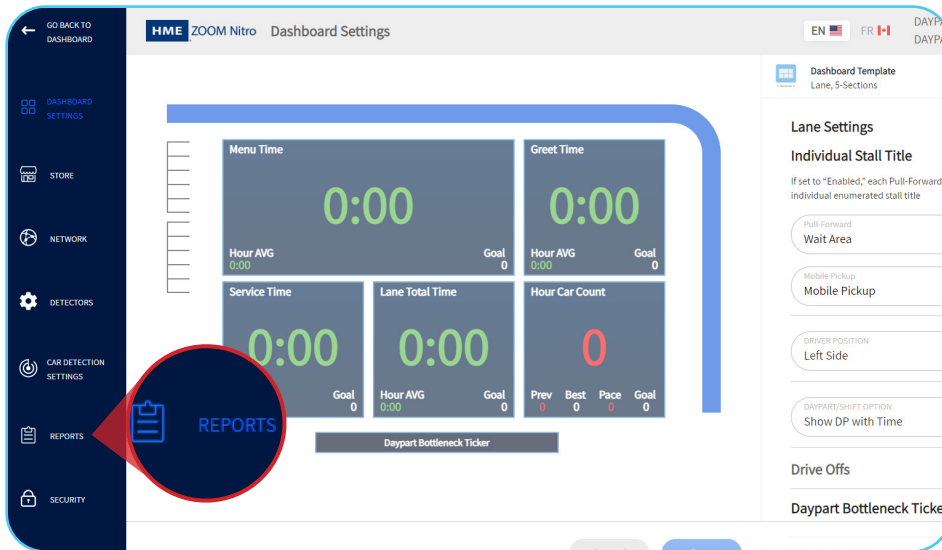 GO BACK TO
DASHBOARD
HME ZOOM Nitro Dashboard Settings
EN FR
DASHBOARD
SETTINGS
STORE
NETWORK
DETECTORS
CAR DETECTION
SETTINGS
REPORTS
REPORTS
SECURITY
Menu Time
0:00
Hour AVG Goal
0:00 0
Greet Time
0:00
Hour AVG Goal
0:00 0
Service Time
0:00
Goal
0
Lane Total Time
0:00
Hour AVG Goal
0:00 0
Hour Car Count
0
Prev Best Pace Goal
0 0 0 0
Daypart Bottleneck Ticker
Dashboard Template
Lane, 5-Sections
Lane Settings
Individual Stall Title
If set to "Enabled," each Pull-Forward
individual enumerated stall title
Pull-Forward
Wait Area
Mobile Pickup
Mobile Pickup
DRIVER POSITION
Left Side
DAYPART/SHIFT OPTION
Show DP with Time
Drive Offs
Daypart Bottleneck Ticke